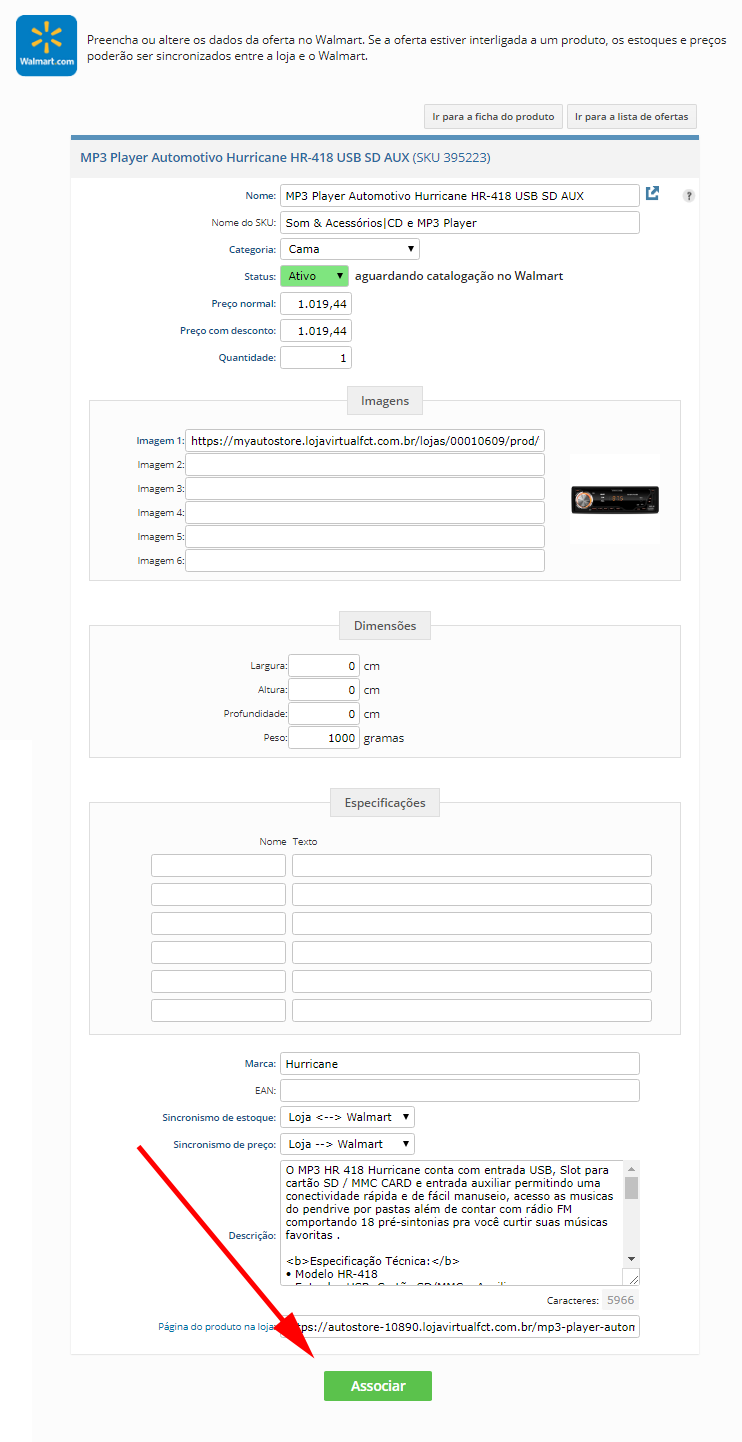 Walmart.com
Preencha ou altere os dados da oferta no Walmart. Se a oferta estiver interligada a um produto, os estoques e preços
poderão ser sincronizados entre a loja e o Walmart.
Ir para a ficha do produto
Ir para a lista de ofertas
MP3 Player Automotivo Hurricane HR-418 USB SD AUX (SKU 395223)
Nome: MP3 Player Automotivo Hurricane HR-418 USB SD AUX
?
Nome do SKU: Som & Acessórios|CD e MP3 Player
Categoria: Cama
Status: Ativo aguardando catalogação no Walmart
Preço normal: 1.019,44
Preço com desconto: 1.019,44
Quantidade: 1
Imagens
Imagem 1: https://myautostore.lojavirtualfct.com.br/lojas/00010609/prod/
Imagem 2:
Imagem 3:
Imagem 4:
Imagem 5:
Imagem 6:
Dimensões
Largura: 0 cm
Altura: 0 cm
Profundidade: 0 cm
Peso: 1000 gramas
Especificações
Nome Texto
Marca: Hurricane
EAN:
Sincronismo de estoque: Loja <--> Walmart
Sincronismo de preço: Loja --> Walmart
Descrição:
O MP3 HR 418 Hurricane conta com entrada USB, Slot para
cartão SD / MMC CARD e entrada auxiliar permitindo uma
conectividade rápida e de fácil manuseio, acesso as musicas
do pendrive por pastas além de contar com rádio FM
comportando 18 pré-sintonias pra você curtir suas músicas
favoritas .
<b>Especificação Técnica:</b>
• Modelo HR-418
Caracteres: 5966
Página do produto na loja: tps://autostore-10890.lojavirtualfct.com.br/mp3-player-auton
Associar